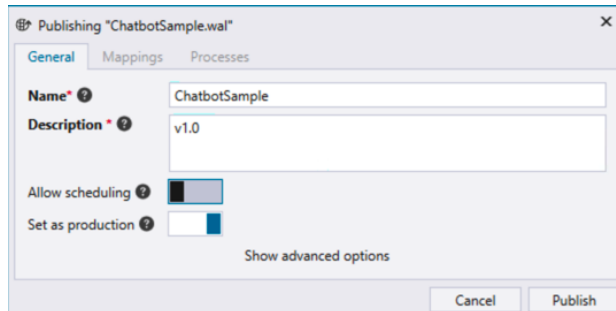 Publishing "ChatbotSample.wal"
General Mappings Processes
Name* ChatbotSample
Description * v1.0
Allow scheduling
Set as production
Show advanced options
Cancel Publish